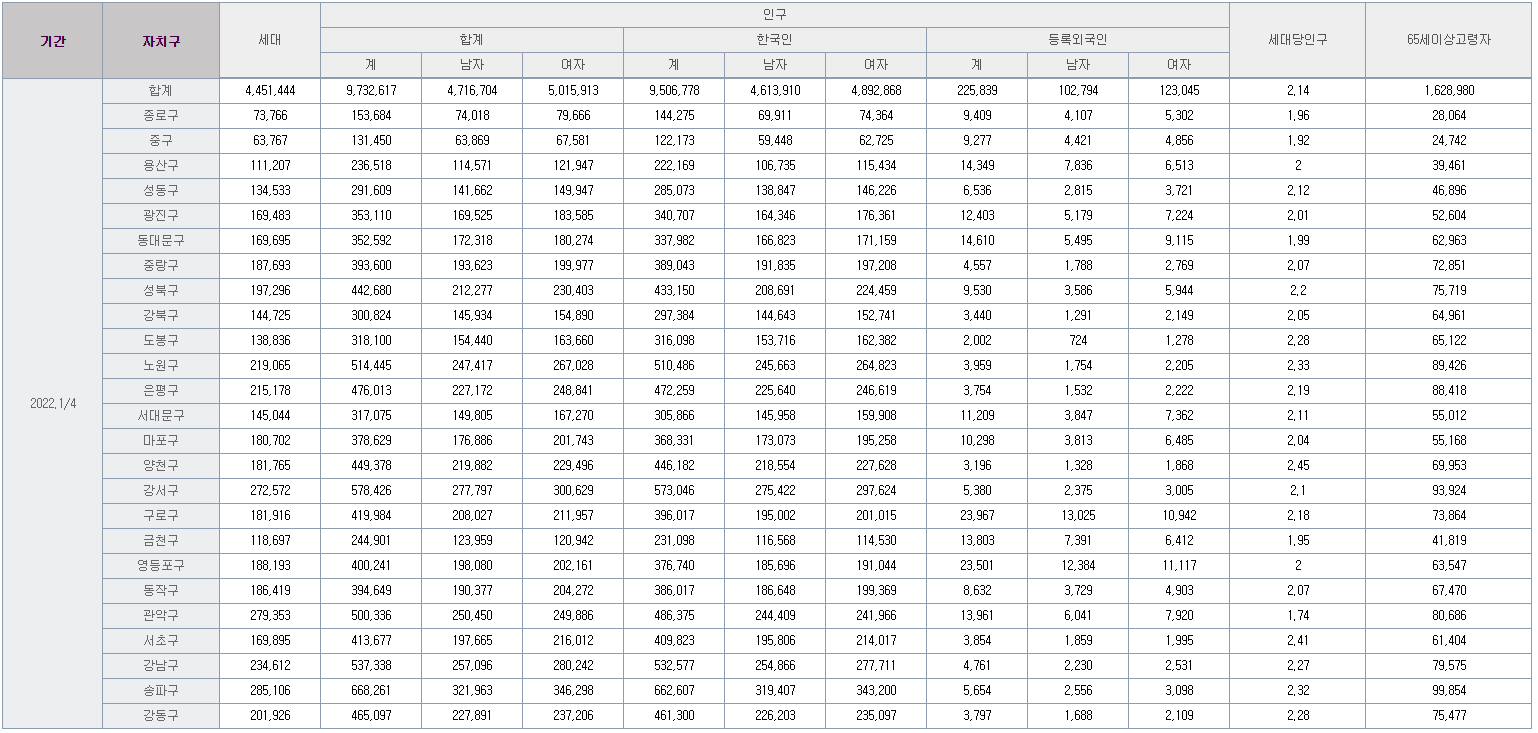 기간 자치구 세대 인구 세대당인구 65세이상고령자
합계 한국인 등록외국인
계 남자 여자 계 남자 여자 계 남자 여자
2022.1/4
합계 4,451,444 9,732,617 4,716,704 5,015,913 9,506,778 4,613,910 4,892,868 225,839 102,794 123,045 2.14 1,628,980
종로구 73,766 153,684 74,018 79,666 144,275 69,911 74,364 9,409 4,107 5,302 1.96 28,064
중구 63,767 131,450 63,869 67,581 122,173 59,448 62,725 9,277 4,421 4,856 1.92 24,742
용산구 111,207 236,518 114,571 121,947 222,169 106,735 115,434 14,349 7,836 6,513 2 39,461
성동구 134,533 291,609 141,662 149,947 285,073 138,847 146,226 6,536 2,815 3,721 2.12 46,896
광진구 169,483 353,110 169,525 183,585 340,707 164,346 176,361 12,403 5,179 7,224 2.01 52,604
동대문구 169,695 352,592 172,318 180,274 337,982 166,823 171,159 14,610 5,495 9,115 1.99 62,963
중랑구 187,693 393,600 193,623 199,977 389,043 191,835 197,208 4,557 1,788 2,769 2.07 72,851
성북구 197,296 442,680 212,277 230,403 433,150 208,691 224,459 9,530 3,586 5,944 2.2 75,719
강북구 144,725 300,824 145,934 154,890 297,384 144,643 152,741 3,440 1,291 2,149 2.05 64,961
도봉구 138,836 318,100 154,440 163,660 316,098 153,716 162,382 2,002 724 1,278 2.28 65,122
노원구 219,065 514,445 247,417 267,028 510,486 245,663 264,823 3,959 1,754 2,205 2.33 89,426
은평구 215,178 476,013 227,172 248,841 472,259 225,640 246,619 3,754 1,532 2,222 2.19 88,418
서대문구 145,044 317,075 149,805 167,270 305,866 145,958 159,908 11,209 3,847 7,362 2.11 55,012
마포구 180,702 378,629 176,886 201,743 368,331 173,073 195,258 10,298 3,813 6,485 2.04 55,168
양천구 181,765 449,378 219,882 229,496 446,182 218,554 227,628 3,196 1,328 1,868 2.45 69,953
강서구 272,572 578,426 277,797 300,629 573,046 275,422 297,624 5,380 2,375 3,005 2.1 93,924
구로구 181,916 419,984 208,027 211,957 396,017 195,002 201,015 23,967 13,025 10,942 2.18 73,864
금천구 118,697 244,901 123,959 120,942 231,098 116,568 114,530 13,803 7,391 6,412 1.95 41,819
영등포구 188,193 400,241 198,080 202,161 376,740 185,696 191,044 23,501 12,384 11,117 2 63,547
동작구 186,419 394,649 190,377 204,272 386,017 186,648 199,369 8,632 3,729 4,903 2.07 67,470
관악구 279,353 500,336 250,450 249,886 486,375 244,409 241,966 13,961 6,041 7,920 1.74 80,686
서초구 169,895 413,677 197,665 216,012 409,823 195,806 214,017 3,854 1,859 1,995 2.41 61,404
강남구 234,612 537,338 257,096 280,242 532,577 254,866 277,711 4,761 2,230 2,531 2.27 79,575
송파구 285,106 668,261 321,963 346,298 662,607 319,407 343,200 5,654 2,556 3,098 2.32 99,854
강동구 201,926 465,097 227,891 237,206 461,300 226,203 235,097 3,797 1,688 2,109 2.28 75,477